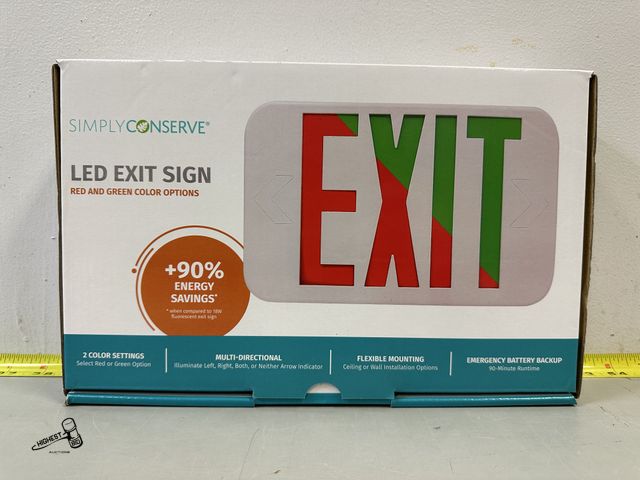 SIMPLYCONSERVE®
LED EXIT SIGN
RED AND GREEN COLOR OPTIONS
EXIT
+90%
ENERGY
SAVINGS*
* when compared to 18W
fluorescent exit sign
2 COLOR SETTINGS
Select Red or Green Option
MULTI-DIRECTIONAL
Illuminate Left, Right, Both, or Neither Arrow Indicator
FLEXIBLE MOUNTING
Ceiling or Wall Installation Options
EMERGENCY BATTERY BACKUP
90-Minute Runtime
HIGHEST
BID
AUCTIONS
54